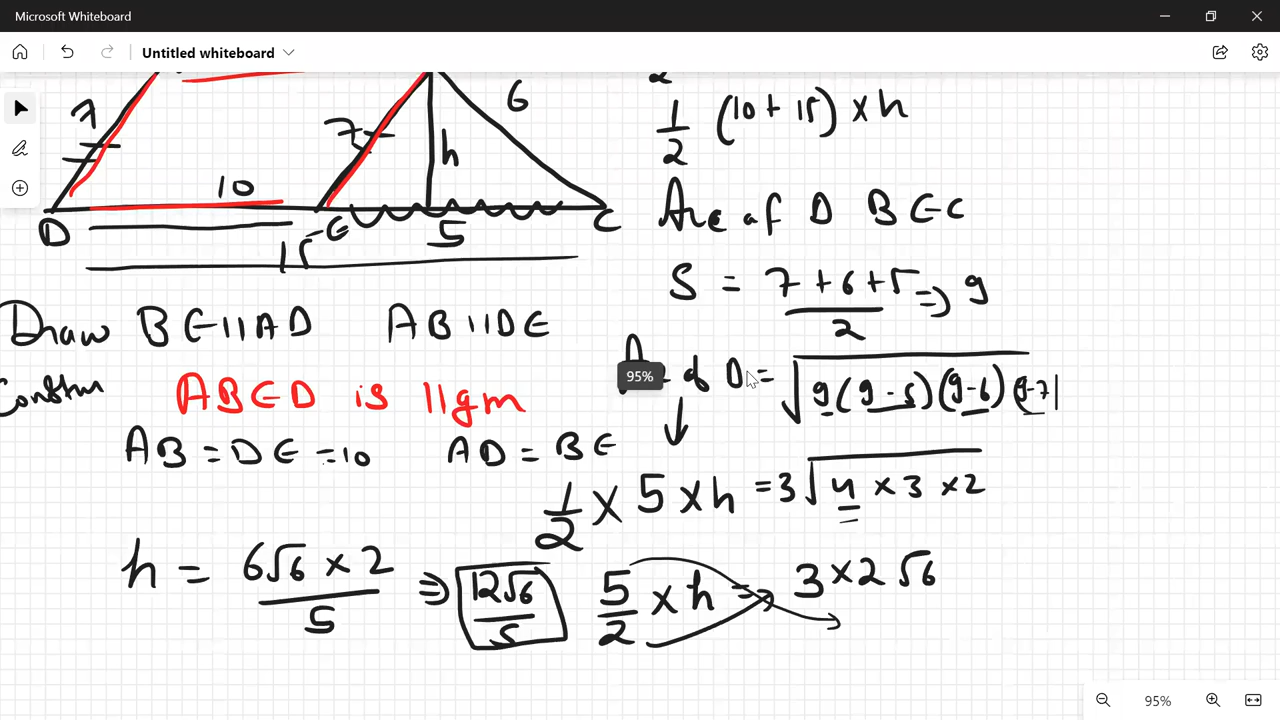 Microsoft Whiteboard
Untitled whiteboard
7
10
7
h
6
D
E
5
C
15
Draw BE||AD AB||DE
Constrn
ABED is ||gm
AB = DE = 10 AD = BE
h = 6√6 × 2 / 5 ⇒ 12√6 / 5
1/2 (10 + 15) × h
Are of D BEC
S = 7 + 6 + 5 / 2 ⇒ 9
of D = √9(9-5)(9-6)(9-7)
95%
1/2 × 5 × h = 3√4 × 3 × 2
5/2 × h = 3 × 2√6
95%